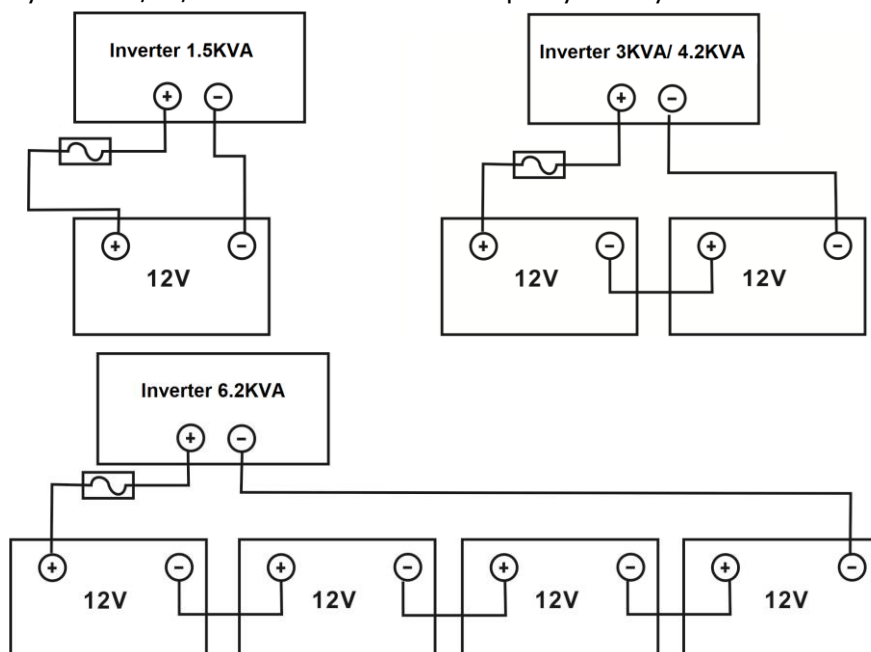 Inverter 1.5KVA
+ −
+ −
12V
Inverter 3KVA/ 4.2KVA
+ −
+ − + −
12V 12V
Inverter 6.2KVA
+ −
+ − + − + − + −
12V 12V 12V 12V